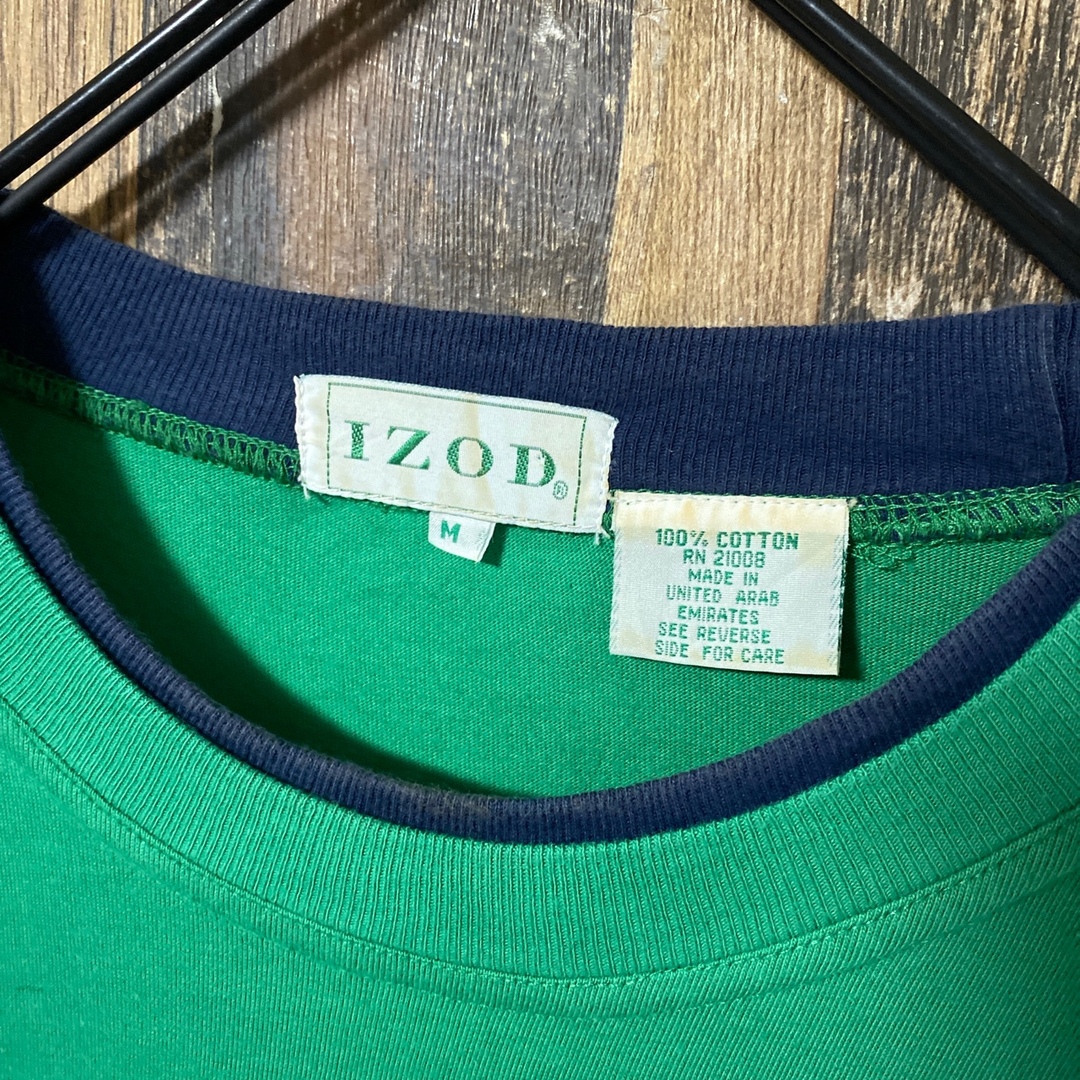 IZOD®
M
100% COTTON
RN 21008
MADE IN
UNITED ARAB
EMIRATES
SEE REVERSE
SIDE FOR CARE